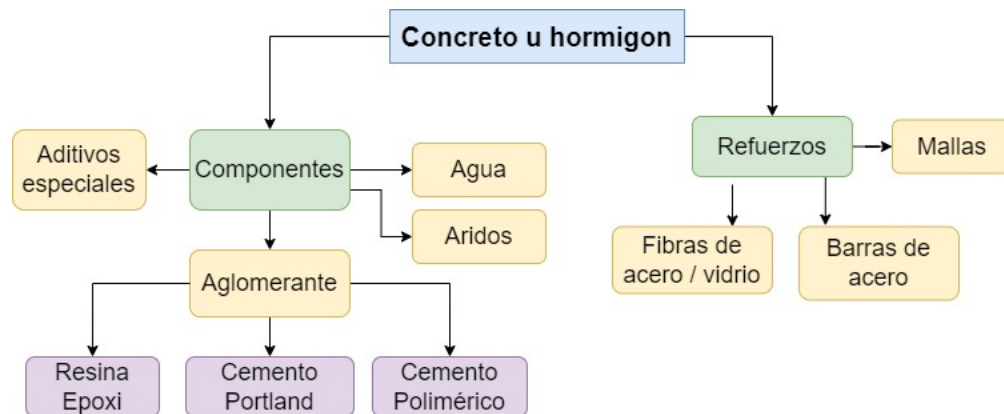 Concreto u hormigon
Componentes
Refuerzos
Aditivos
especiales
Agua
Aridos
Mallas
Aglomerante
Fibras de
acero / vidrio
Barras de
acero
Resina
Epoxi
Cemento
Portland
Cemento
Polimérico